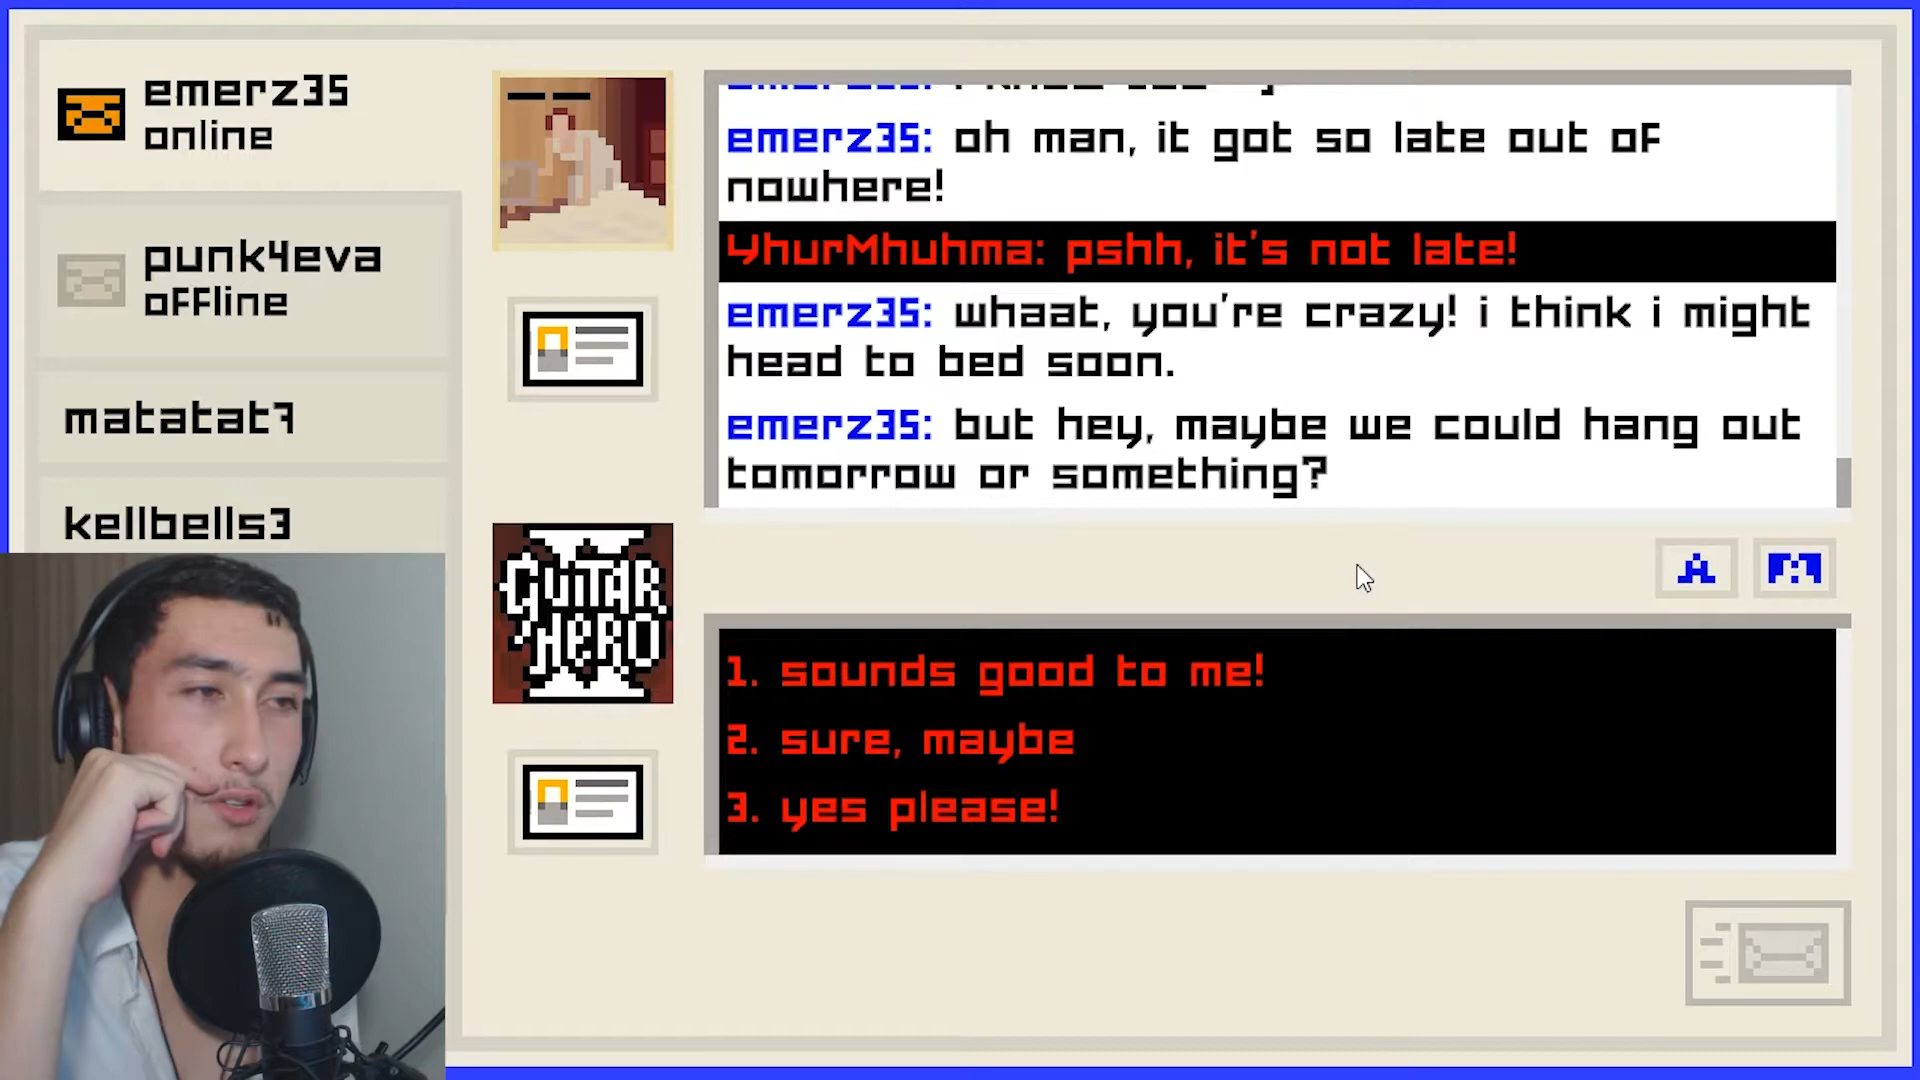 emerz35
online
punk4eva
offline
matatat7
kellbells3
emerz35: oh man, it got so late out of
nowhere!
4hurMhuhma: pshh, it's not late!
emerz35: whaat, you're crazy! i think i might
head to bed soon.
emerz35: but hey, maybe we could hang out
tomorrow or something?
GUITAR
HERO
A
1. sounds good to me!
2. sure, maybe
3. yes please!